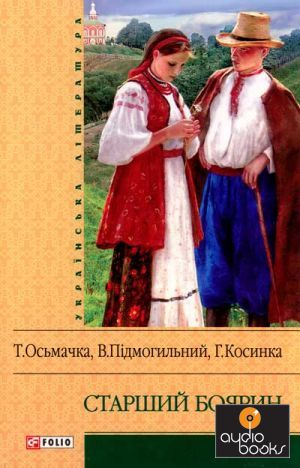 УКРАЇНСЬКА ЛІТЕРАТУРА
Т.Осьмачка, В.Підмогильний, Г.Косинка
СТАРШИЙ БОЯРИН
FOLIO
audio
books